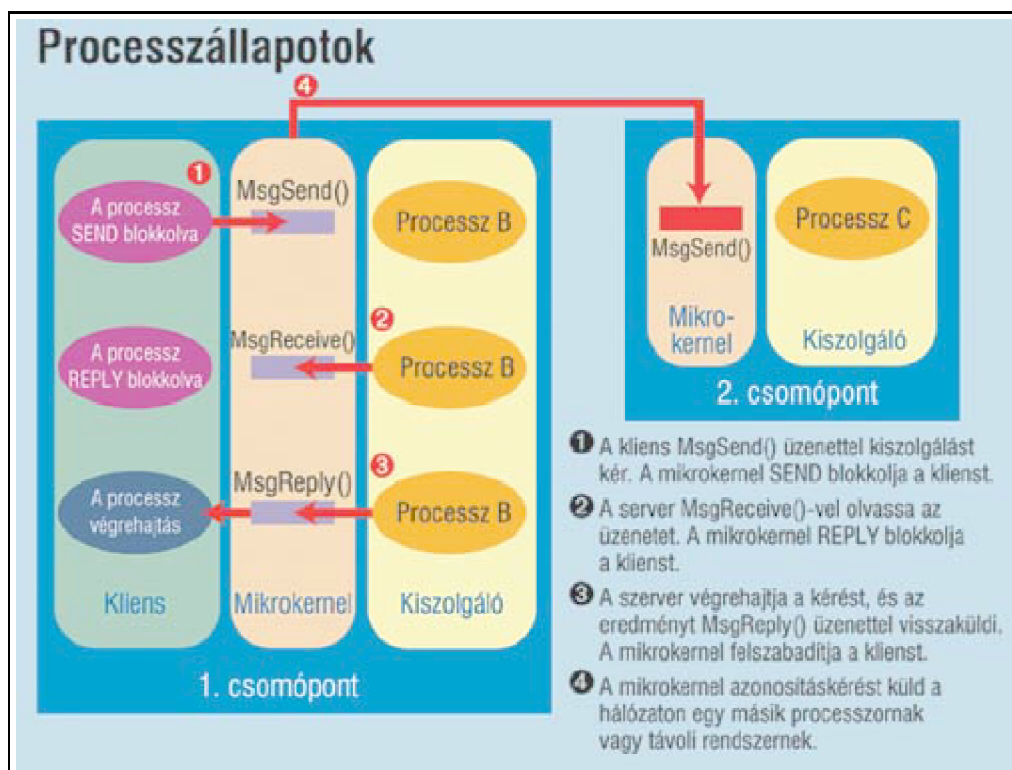 Processzállapotok
4
1
A processz
SEND blokkolva
MsgSend()
Processz B
2
A processz
REPLY blokkolva
MsgReceive()
Processz B
3
A processz
végrehajtás
MsgReply()
Processz B
Kliens
Mikrokernel
Kiszolgáló
1. csomópont
MsgSend()
Processz C
Mikro-
kernel
Kiszolgáló
2. csomópont
1 A kliens MsgSend() üzenettel kiszolgálást
kér. A mikrokernel SEND blokkolja a klienst.
2 A server MsgReceive()-vel olvassa az
üzenetet. A mikrokernel REPLY blokkolja
a klienst.
3 A szerver végrehajtja a kérést, és az
eredményt MsgReply() üzenettel visszaküldi.
A mikrokernel felszabadítja a klienst.
4 A mikrokernel azonosításkérést küld a
hálózaton egy másik processzornak
vagy távoli rendszernek.